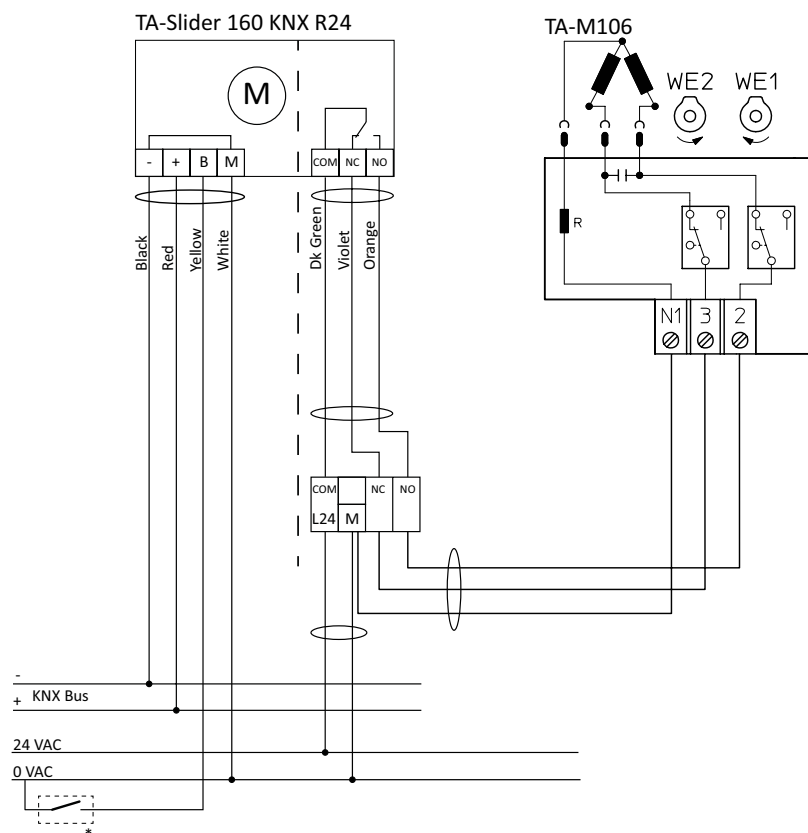 TA-Slider 160 KNX R24
TA-M106
M
WE2 WE1
- + B M
COM NC NO
Black
Red
Yellow
White
Dk Green
Violet
Orange
R
N1 3 2
COM NC NO
L24 M
-
+ KNX Bus
24 VAC
0 VAC
*